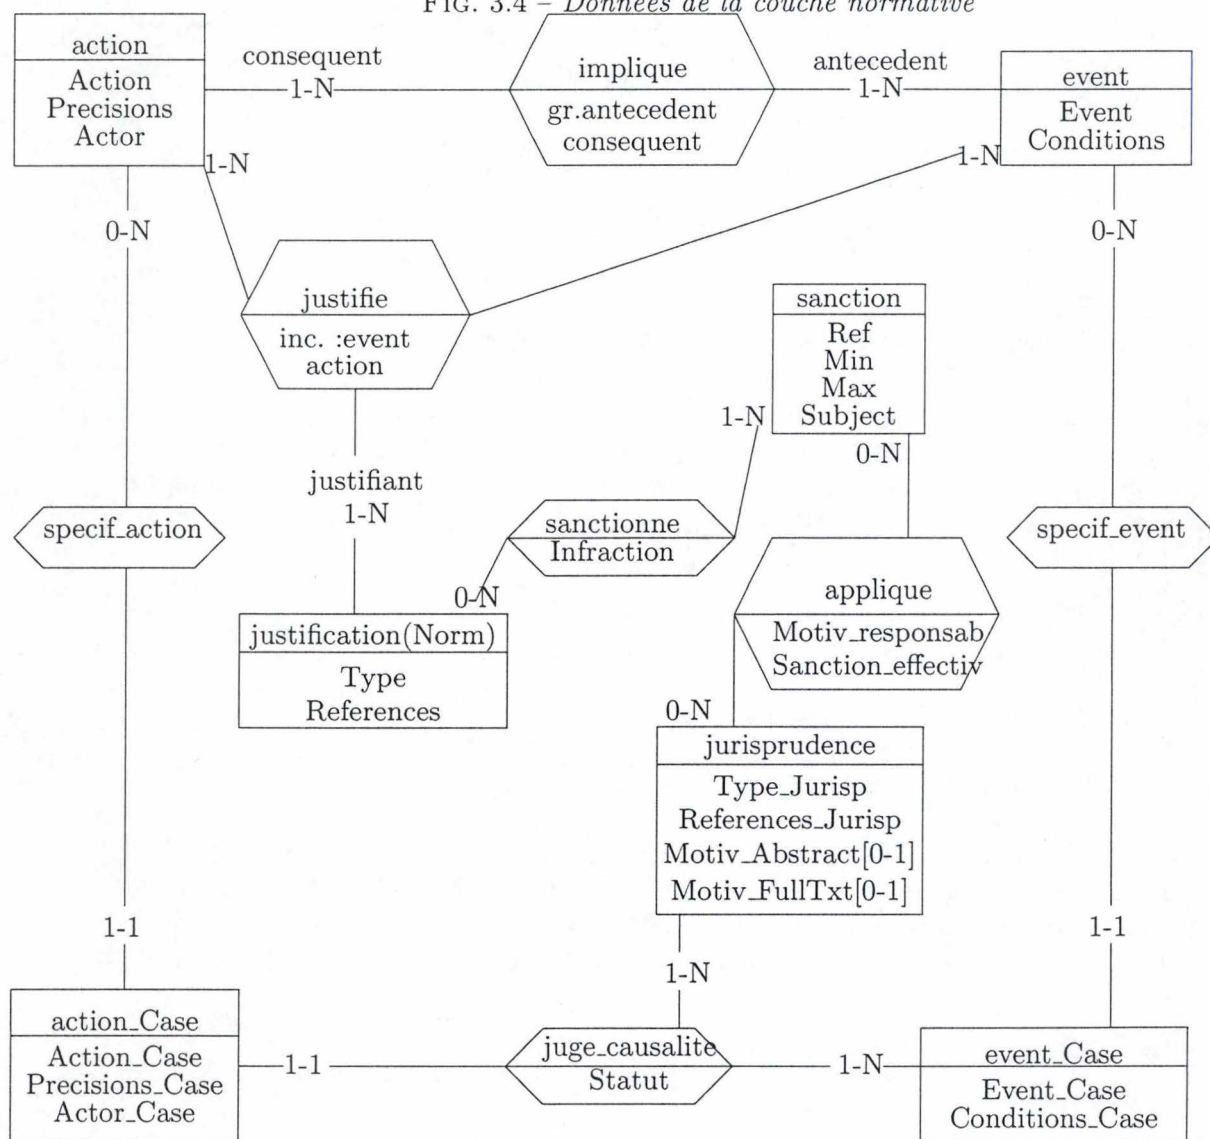 FIG. 3.4 – Données de la couche normative
action
Action
Precisions
Actor
consequent
1-N
implique
gr.antecedent
consequent
antecedent
1-N
event
Event
Conditions
1-N
1-N
0-N
0-N
justifie
inc. :event
action
sanction
Ref
Min
Max
Subject
1-N
0-N
justifiant
1-N
specif_action
sanctionne
Infraction
specif_event
0-N
applique
Motiv_responsab
Sanction_effectiv
justification(Norm)
Type
References
0-N
jurisprudence
Type_Jurisp
References_Jurisp
Motiv_Abstract[0-1]
Motiv_FullTxt[0-1]
1-1
1-1
1-N
action_Case
Action_Case
Precisions_Case
Actor_Case
1-1
juge_causalite
Statut
1-N
event_Case
Event_Case
Conditions_Case